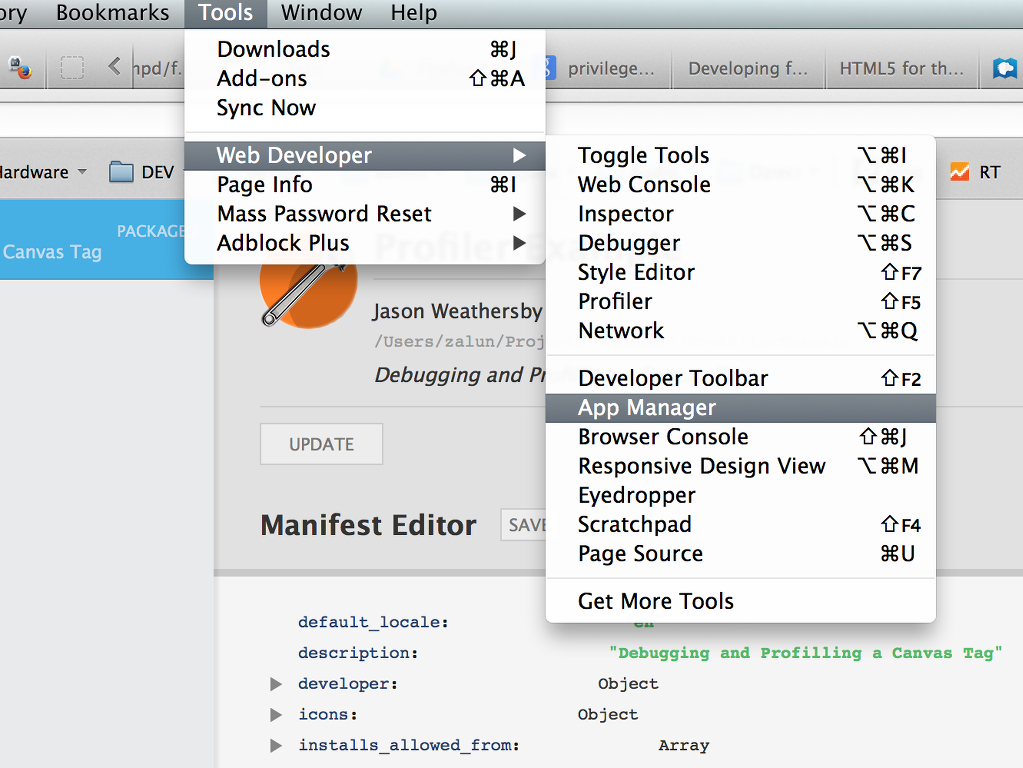 ory Bookmarks Tools Window Help
npd/f. privilege... Developing f... HTML5 for th...
Hardware DEV RT
Downloads ⌘J
Add-ons ⇧⌘A
Sync Now
Web Developer ▶
Page Info ⌘I
Mass Password Reset ▶
Adblock Plus ▶
Toggle Tools ⌥⌘I
Web Console ⌥⌘K
Inspector ⌥⌘C
Debugger ⌥⌘S
Style Editor ⇧F7
Profiler ⇧F5
Network ⌥⌘Q
Developer Toolbar ⇧F2
App Manager
Browser Console ⇧⌘J
Responsive Design View ⌥⌘M
Eyedropper
Scratchpad ⇧F4
Page Source ⌘U
Get More Tools
PACKAGE
Canvas Tag
Profiler Example
Jason Weathersby
/Users/zalun/Proj
Debugging and Pr
UPDATE
Manifest Editor SAVE
default_locale: "en"
description: "Debugging and Profilling a Canvas Tag"
▶ developer: Object
▶ icons: Object
▶ installs_allowed_from: Array